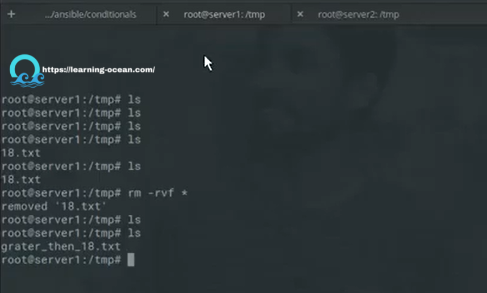 + .../ansible/conditionals × root@server1: /tmp × root@server2: /tmp
https://learning-ocean.com/
root@server1:/tmp# ls
root@server1:/tmp# ls
root@server1:/tmp# ls
root@server1:/tmp# ls
18.txt
root@server1:/tmp# ls
18.txt
root@server1:/tmp# rm -rvf *
removed '18.txt'
root@server1:/tmp# ls
root@server1:/tmp# ls
grater_then_18.txt
root@server1:/tmp#